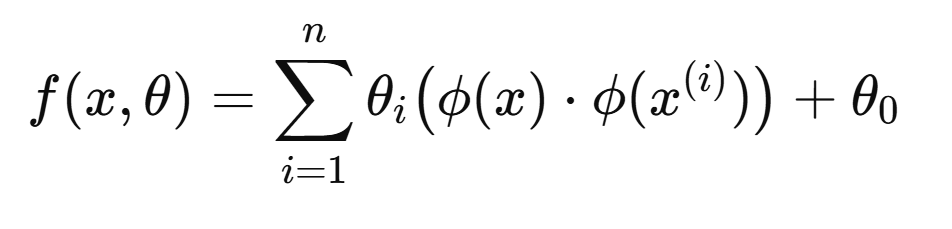 f(x, θ) = ∑_{i=1}^{n} θ_i (ϕ(x) · ϕ(x^{(i)})) + θ_0